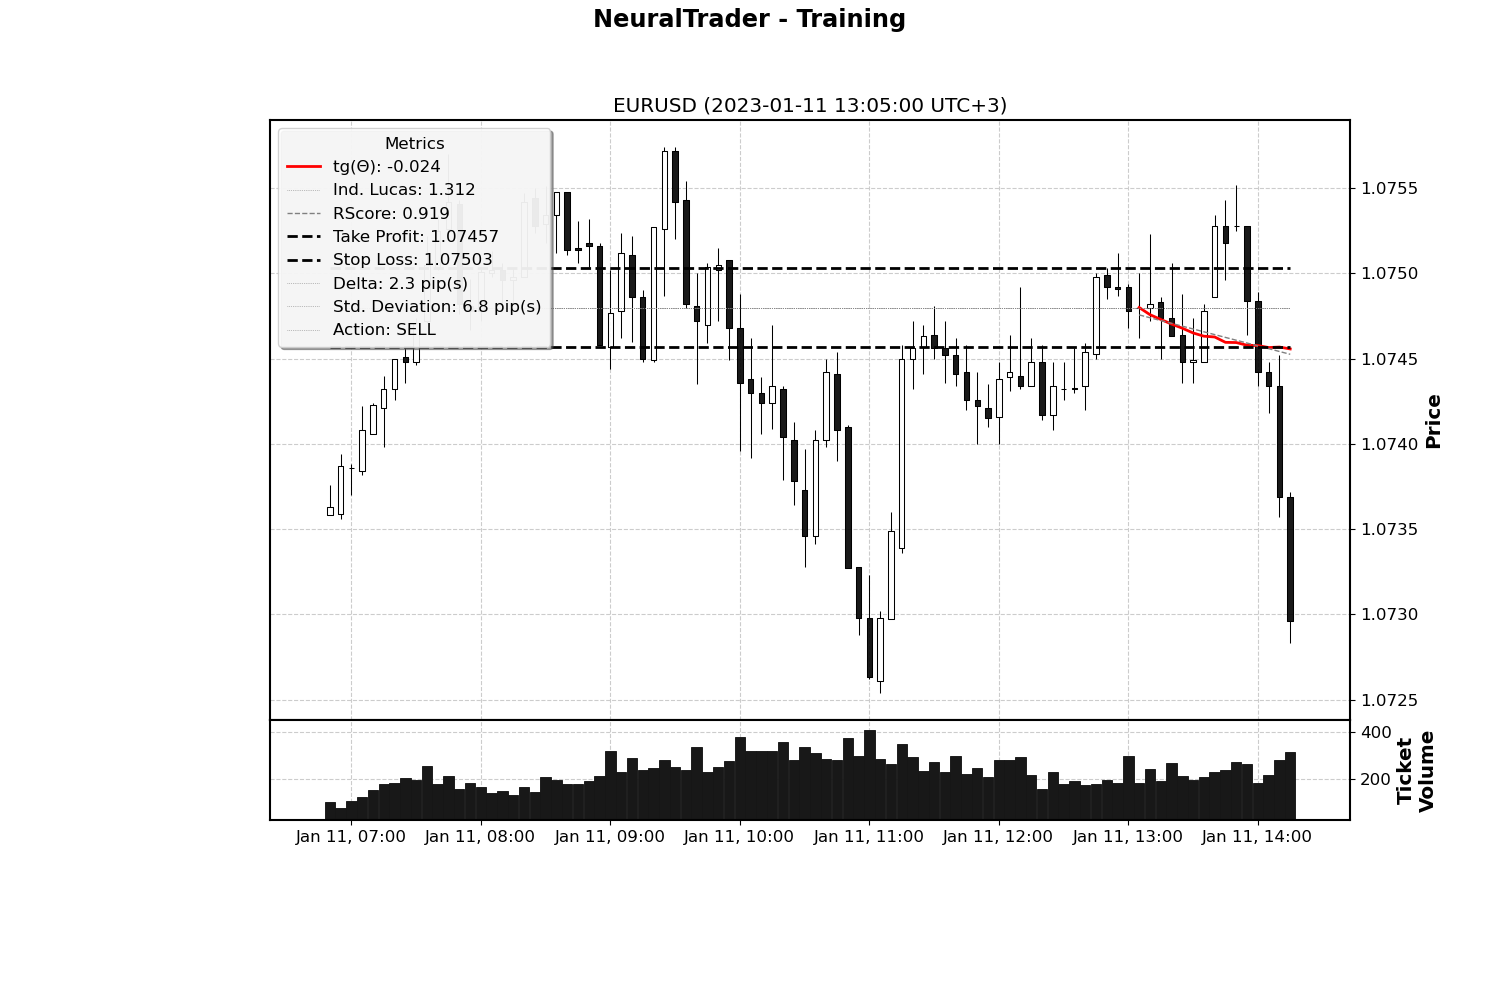 NeuralTrader - Training
EURUSD (2023-01-11 13:05:00 UTC+3)
Metrics
tg(Θ): -0.024
Ind. Lucas: 1.312
RScore: 0.919
Take Profit: 1.07457
Stop Loss: 1.07503
Delta: 2.3 pip(s)
Std. Deviation: 6.8 pip(s)
Action: SELL
1.0755
1.0750
1.0745
1.0740
1.0735
1.0730
1.0725
Price
400
200
Ticket
Volume
Jan 11, 07:00
Jan 11, 08:00
Jan 11, 09:00
Jan 11, 10:00
Jan 11, 11:00
Jan 11, 12:00
Jan 11, 13:00
Jan 11, 14:00